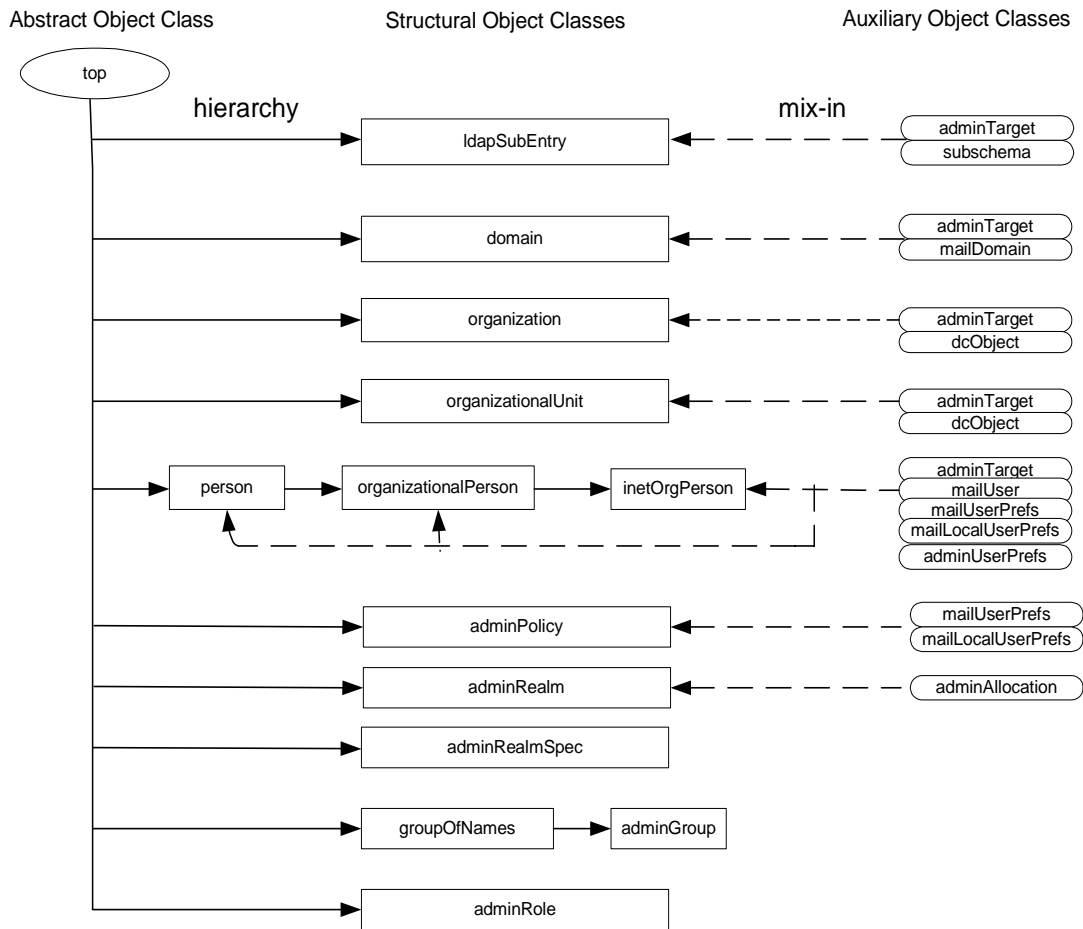 Abstract Object Class
Structural Object Classes
Auxiliary Object Classes
top
hierarchy
mix-in
ldapSubEntry
adminTarget
subschema
domain
adminTarget
mailDomain
organization
adminTarget
dcObject
organizationalUnit
adminTarget
dcObject
person
organizationalPerson
inetOrgPerson
adminTarget
mailUser
mailUserPrefs
mailLocalUserPrefs
adminUserPrefs
adminPolicy
mailUserPrefs
mailLocalUserPrefs
adminRealm
adminAllocation
adminRealmSpec
groupOfNames
adminGroup
adminRole